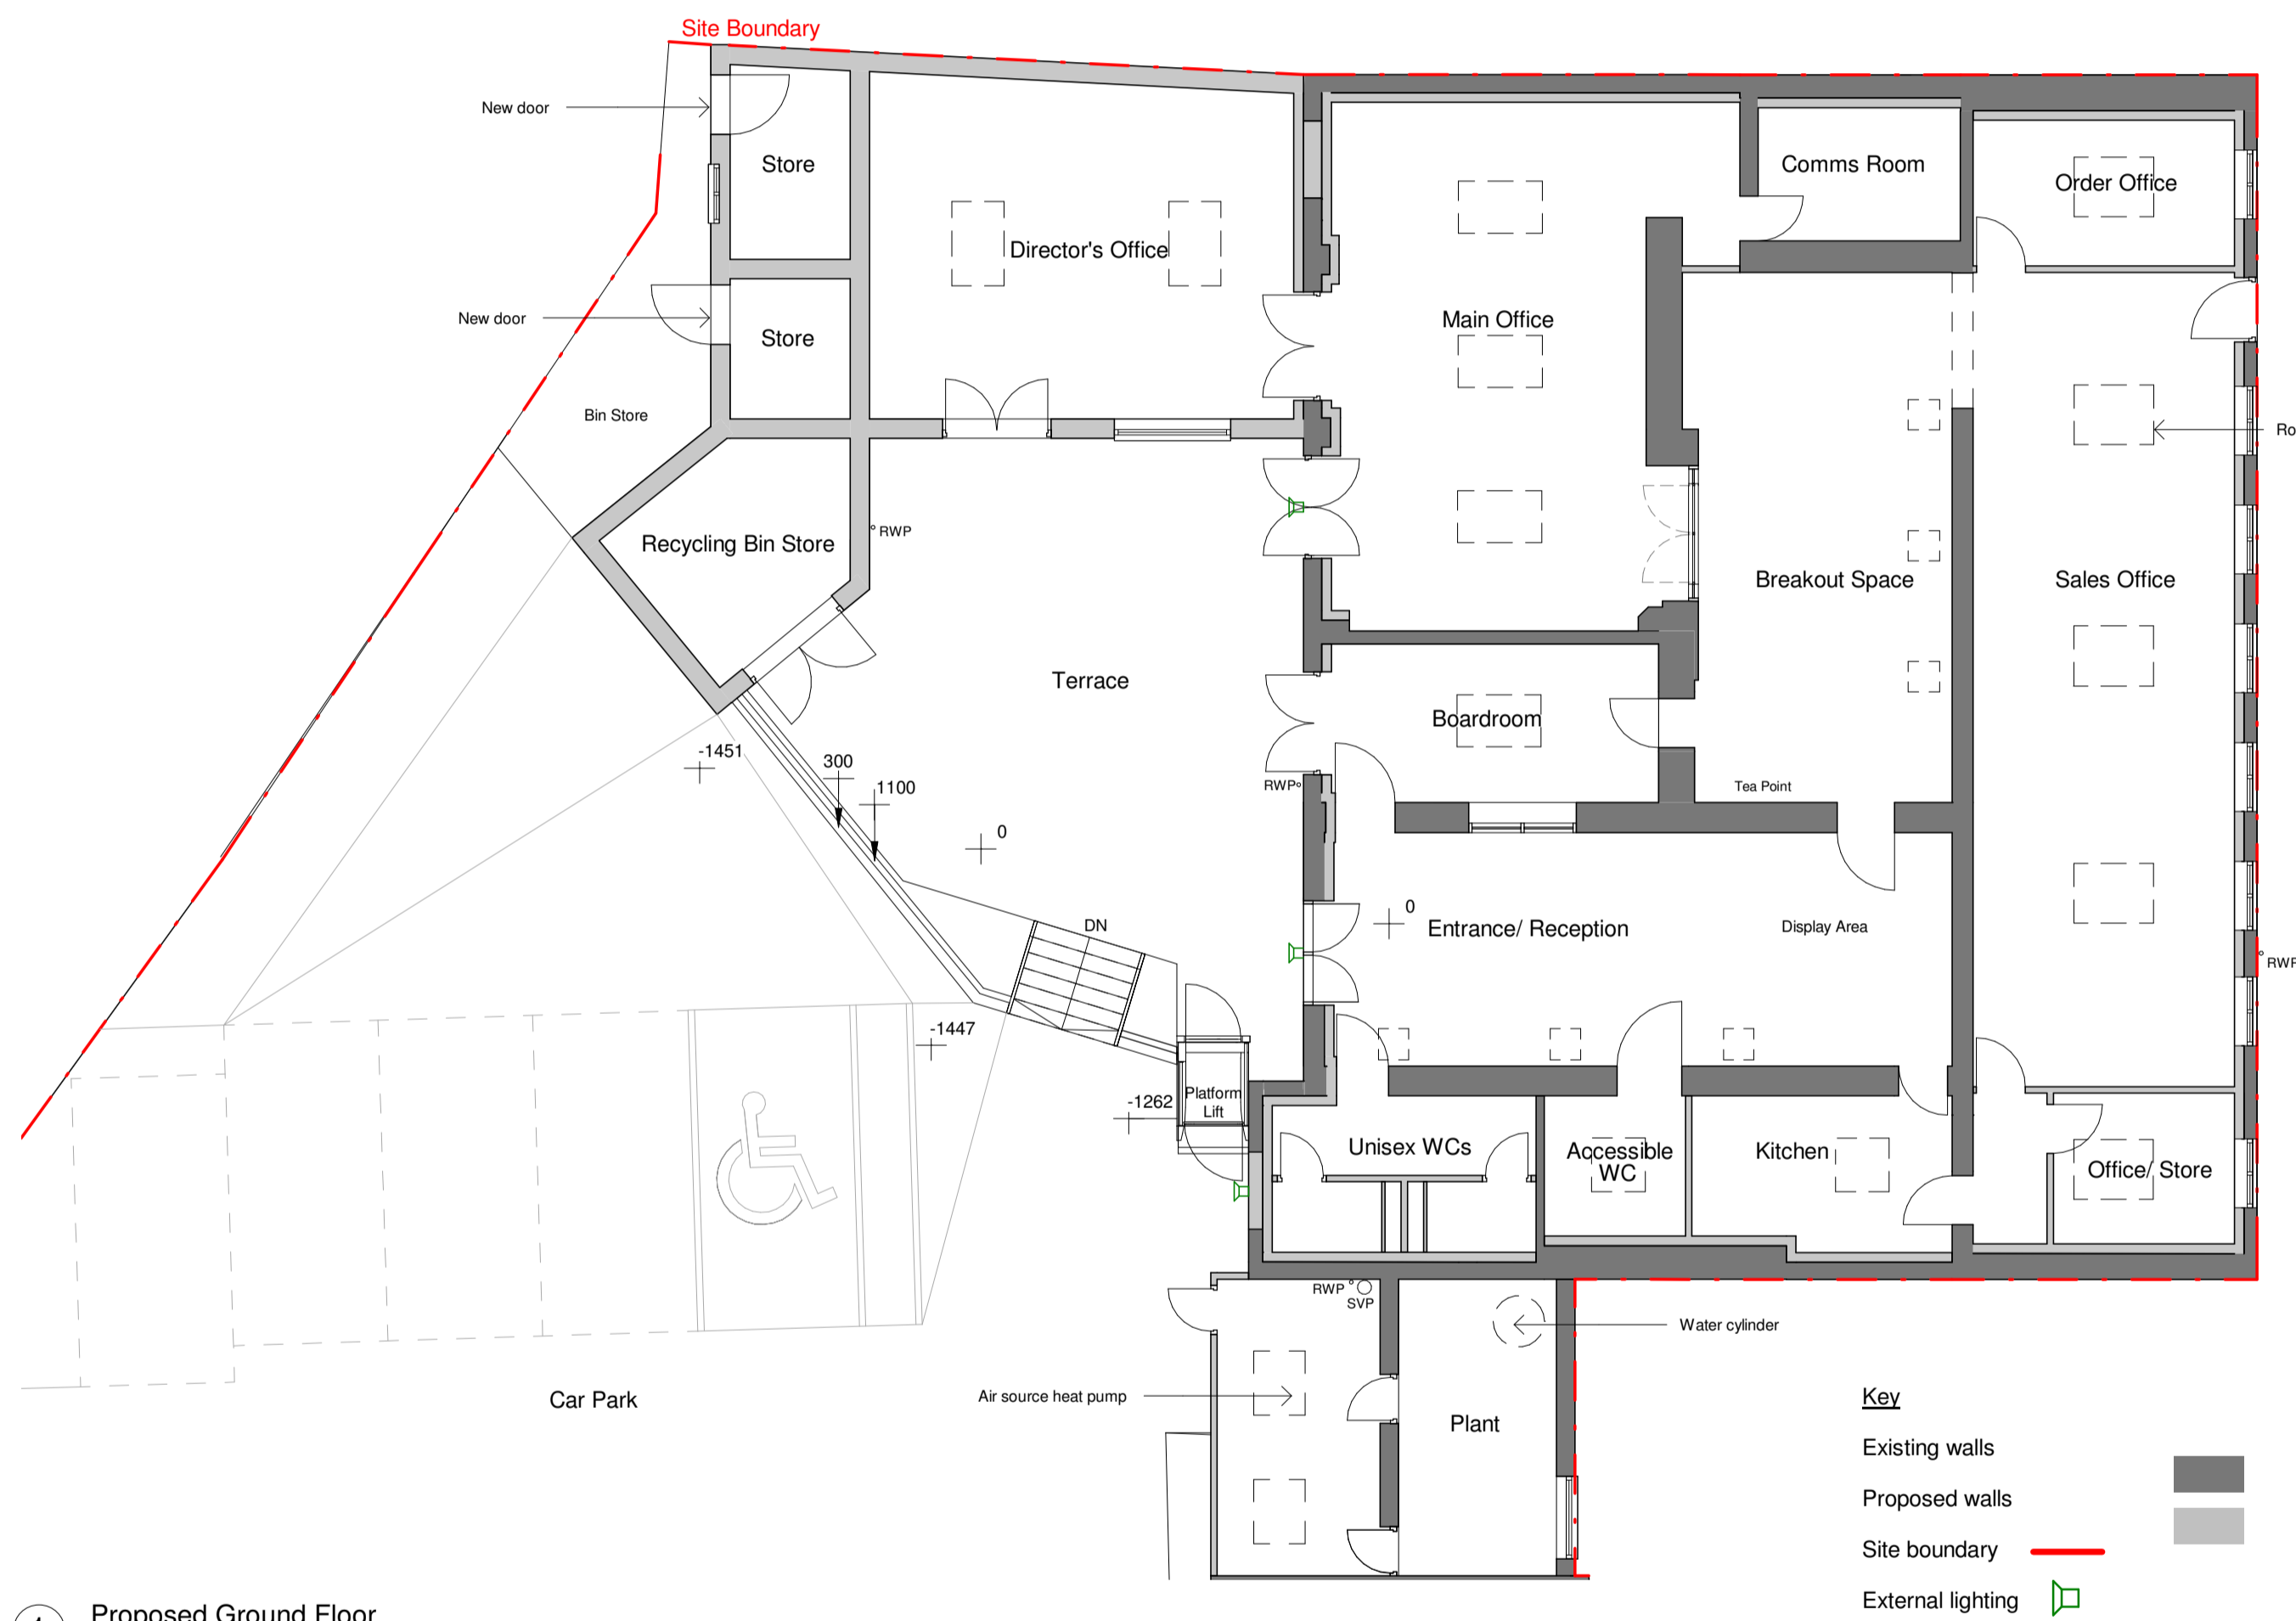 Site Boundary
New door
Store
Comms Room
Order Office
Director's Office
New door
Store
Main Office
Bin Store
Ro
Recycling Bin Store
RWP
Breakout Space
Sales Office
Terrace
Boardroom
-1451
300
1100
RWP
Tea Point
0
0
DN
Entrance/ Reception
Display Area
RWP
-1447
-1262
Platform
Lift
Unisex WCs
Accessible
WC
Kitchen
Office/ Store
RWP
SVP
Water cylinder
Air source heat pump
Car Park
Plant
Key
Existing walls
Proposed walls
Site boundary
External lighting
Proposed Ground Floor